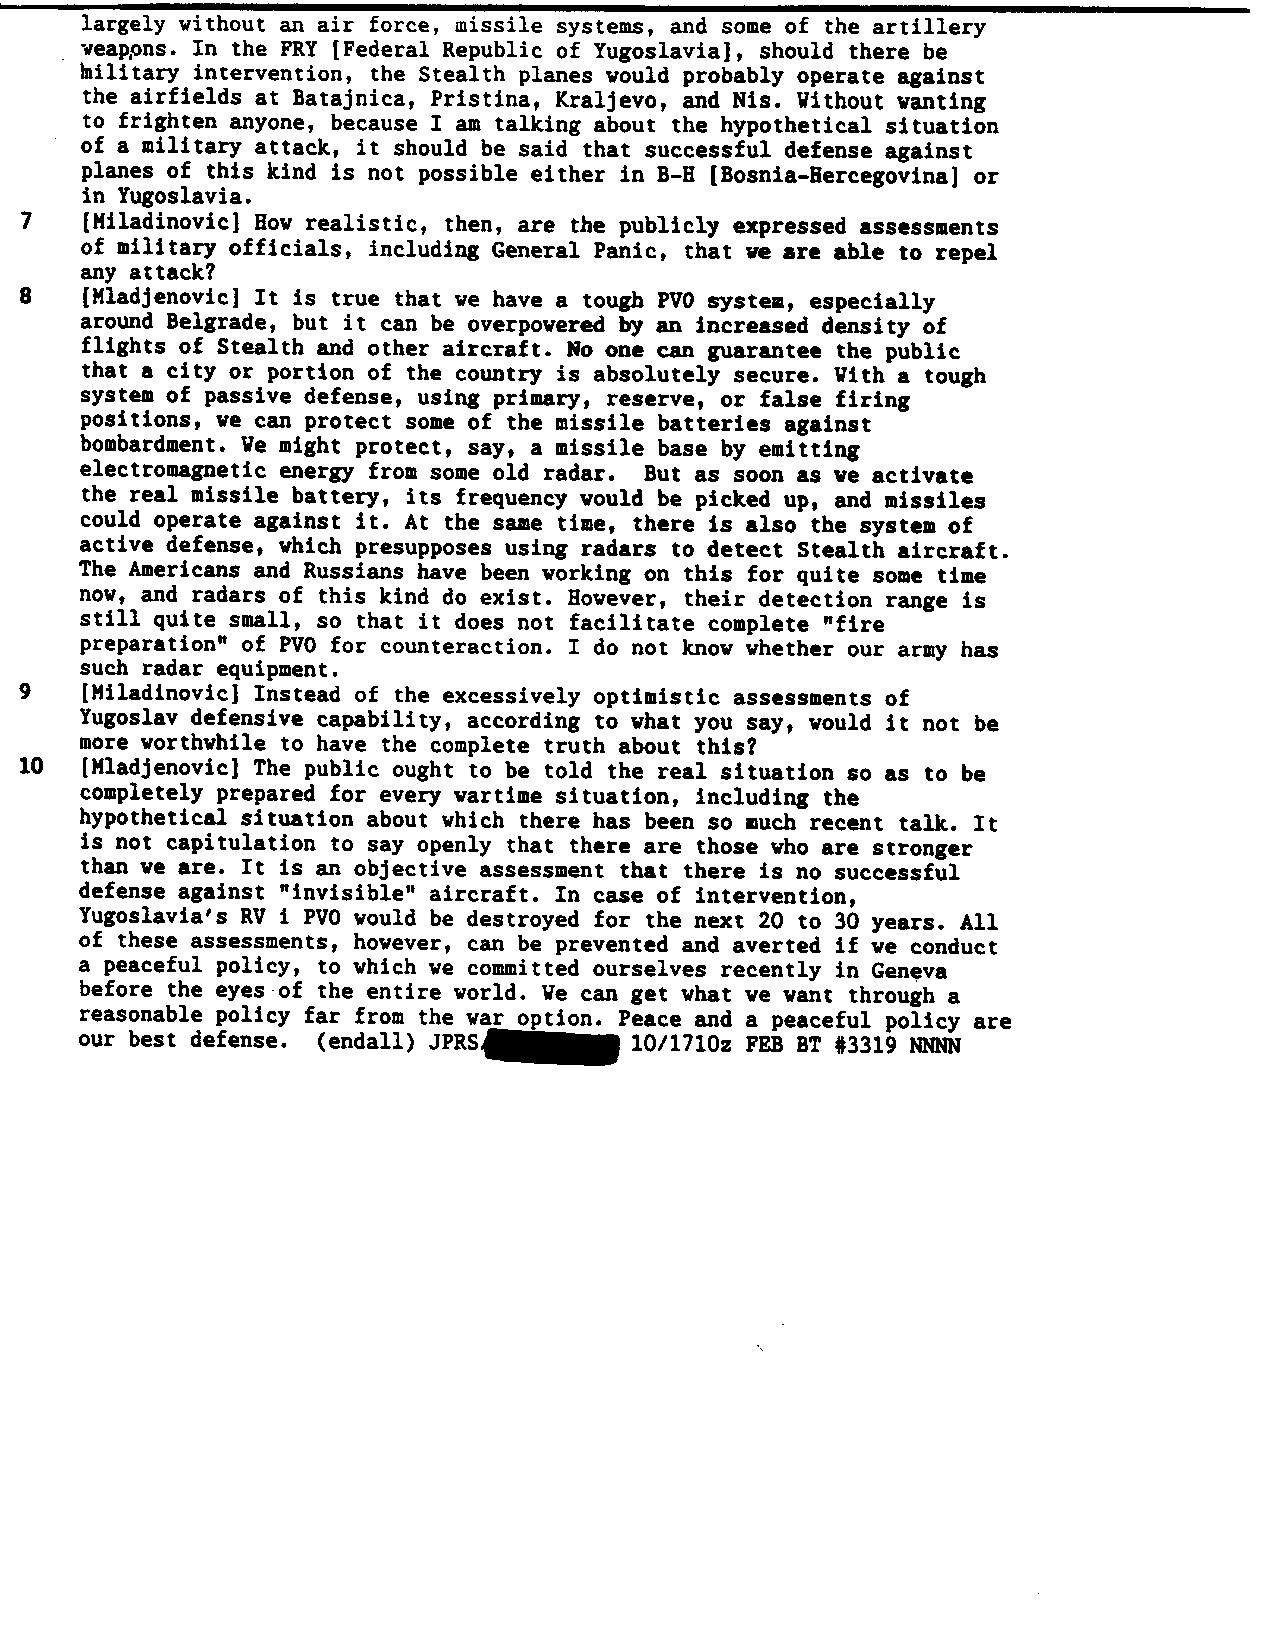 largely without an air force, missile systems, and some of the artillery
weapons. In the FRY [Federal Republic of Yugoslavia], should there be
military intervention, the Stealth planes would probably operate against
the airfields at Batajnica, Pristina, Kraljevo, and Nis. Without wanting
to frighten anyone, because I am talking about the hypothetical situation
of a military attack, it should be said that successful defense against
planes of this kind is not possible either in B-H [Bosnia-Hercegovina] or
in Yugoslavia.
7 [Miladinovic] How realistic, then, are the publicly expressed assessments
of military officials, including General Panic, that we are able to repel
any attack?
8 [Mladjenovic] It is true that we have a tough PVO system, especially
around Belgrade, but it can be overpowered by an increased density of
flights of Stealth and other aircraft. No one can guarantee the public
that a city or portion of the country is absolutely secure. With a tough
system of passive defense, using primary, reserve, or false firing
positions, we can protect some of the missile batteries against
bombardment. We might protect, say, a missile base by emitting
electromagnetic energy from some old radar. But as soon as we activate
the real missile battery, its frequency would be picked up, and missiles
could operate against it. At the same time, there is also the system of
active defense, which presupposes using radars to detect Stealth aircraft.
The Americans and Russians have been working on this for quite some time
now, and radars of this kind do exist. However, their detection range is
still quite small, so that it does not facilitate complete "fire
preparation" of PVO for counteraction. I do not know whether our army has
such radar equipment.
9 [Miladinovic] Instead of the excessively optimistic assessments of
Yugoslav defensive capability, according to what you say, would it not be
more worthwhile to have the complete truth about this?
10 [Mladjenovic] The public ought to be told the real situation so as to be
completely prepared for every wartime situation, including the
hypothetical situation about which there has been so much recent talk. It
is not capitulation to say openly that there are those who are stronger
than we are. It is an objective assessment that there is no successful
defense against "invisible" aircraft. In case of intervention,
Yugoslavia's RV i PVO would be destroyed for the next 20 to 30 years. All
of these assessments, however, can be prevented and averted if we conduct
a peaceful policy, to which we committed ourselves recently in Geneva
before the eyes of the entire world. We can get what we want through a
reasonable policy far from the war option. Peace and a peaceful policy are
our best defense. (endall) JPRS 10/1710z FEB BT #3319 NNNN